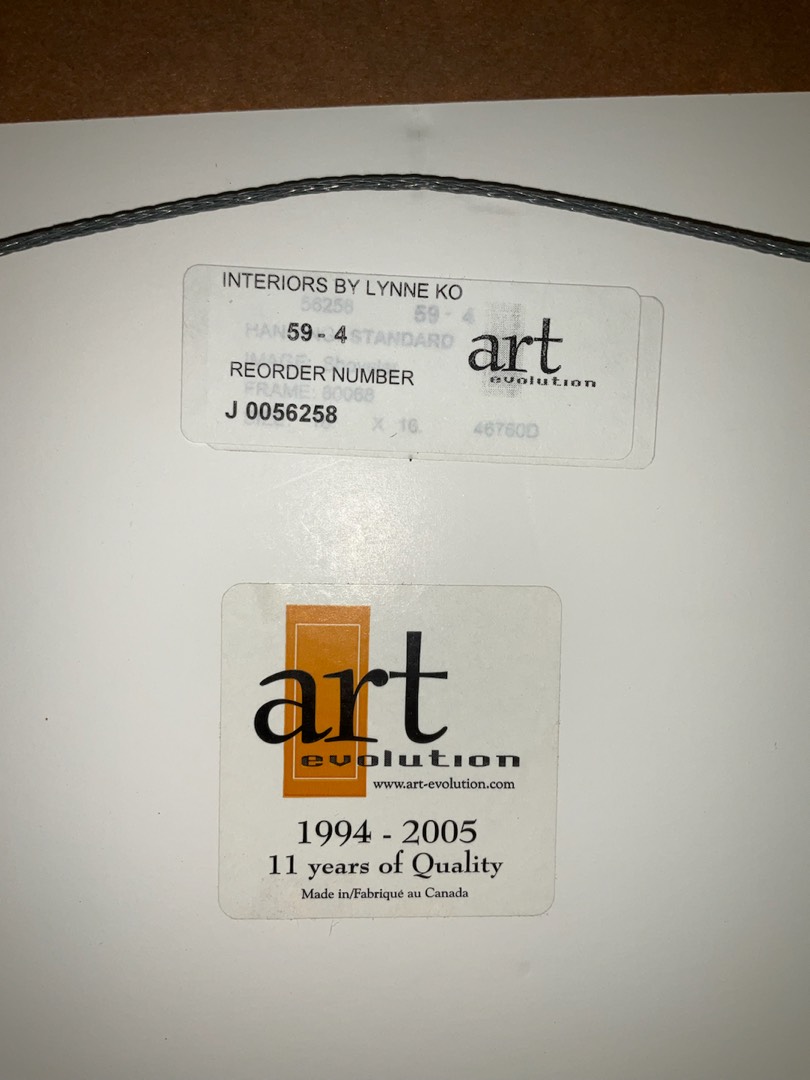 INTERIORS BY LYNNE KO
56258 59 - 4
59 - 4
STANDARD
art
evolution
REORDER NUMBER
FRAME: 60068
J 0056258
X 16. 46760D
art
evolution
www.art-evolution.com
1994 - 2005
11 years of Quality
Made in/Fabriqué au Canada